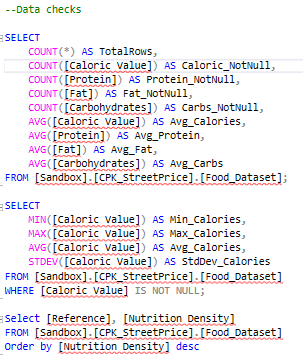 --Data checks
SELECT
COUNT(*) AS TotalRows,
COUNT([Caloric Value]) AS Caloric_NotNull,
COUNT([Protein]) AS Protein_NotNull,
COUNT([Fat]) AS Fat_NotNull,
COUNT([Carbohydrates]) AS Carbs_NotNull,
AVG([Caloric Value]) AS Avg_Calories,
AVG([Protein]) AS Avg_Protein,
AVG([Fat]) AS Avg_Fat,
AVG([Carbohydrates]) AS Avg_Carbs
FROM [Sandbox].[CPK_StreetPrice].[Food_Dataset];
SELECT
MIN([Caloric Value]) AS Min_Calories,
MAX([Caloric Value]) AS Max_Calories,
AVG([Caloric Value]) AS Avg_Calories,
STDEV([Caloric Value]) AS StdDev_Calories
FROM [Sandbox].[CPK_StreetPrice].[Food_Dataset]
WHERE [Caloric Value] IS NOT NULL;
Select [Reference], [Nutrition Density]
FROM [Sandbox].[CPK_StreetPrice].[Food_Dataset]
Order by [Nutrition Density] desc